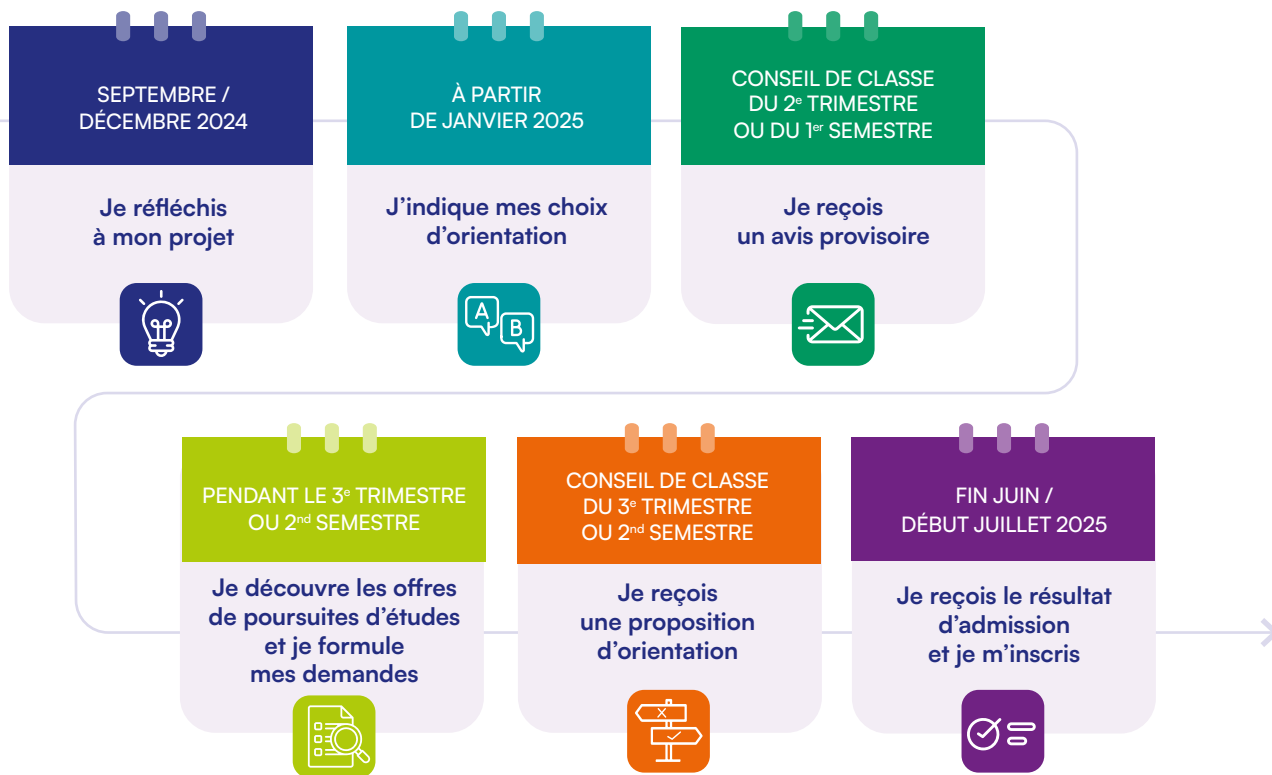 SEPTEMBRE /
DÉCEMBRE 2024
Je réfléchis
à mon projet
À PARTIR
DE JANVIER 2025
J’indique mes choix
d’orientation
A
B
CONSEIL DE CLASSE
DU 2e TRIMESTRE
OU DU 1er SEMESTRE
Je reçois
un avis provisoire
PENDANT LE 3e TRIMESTRE
OU 2nd SEMESTRE
Je découvre les offres
de poursuites d’études
et je formule
mes demandes
CONSEIL DE CLASSE
DU 3e TRIMESTRE
OU 2nd SEMESTRE
Je reçois
une proposition
d’orientation
FIN JUIN /
DÉBUT JUILLET 2025
Je reçois le résultat
d’admission
et je m’inscris